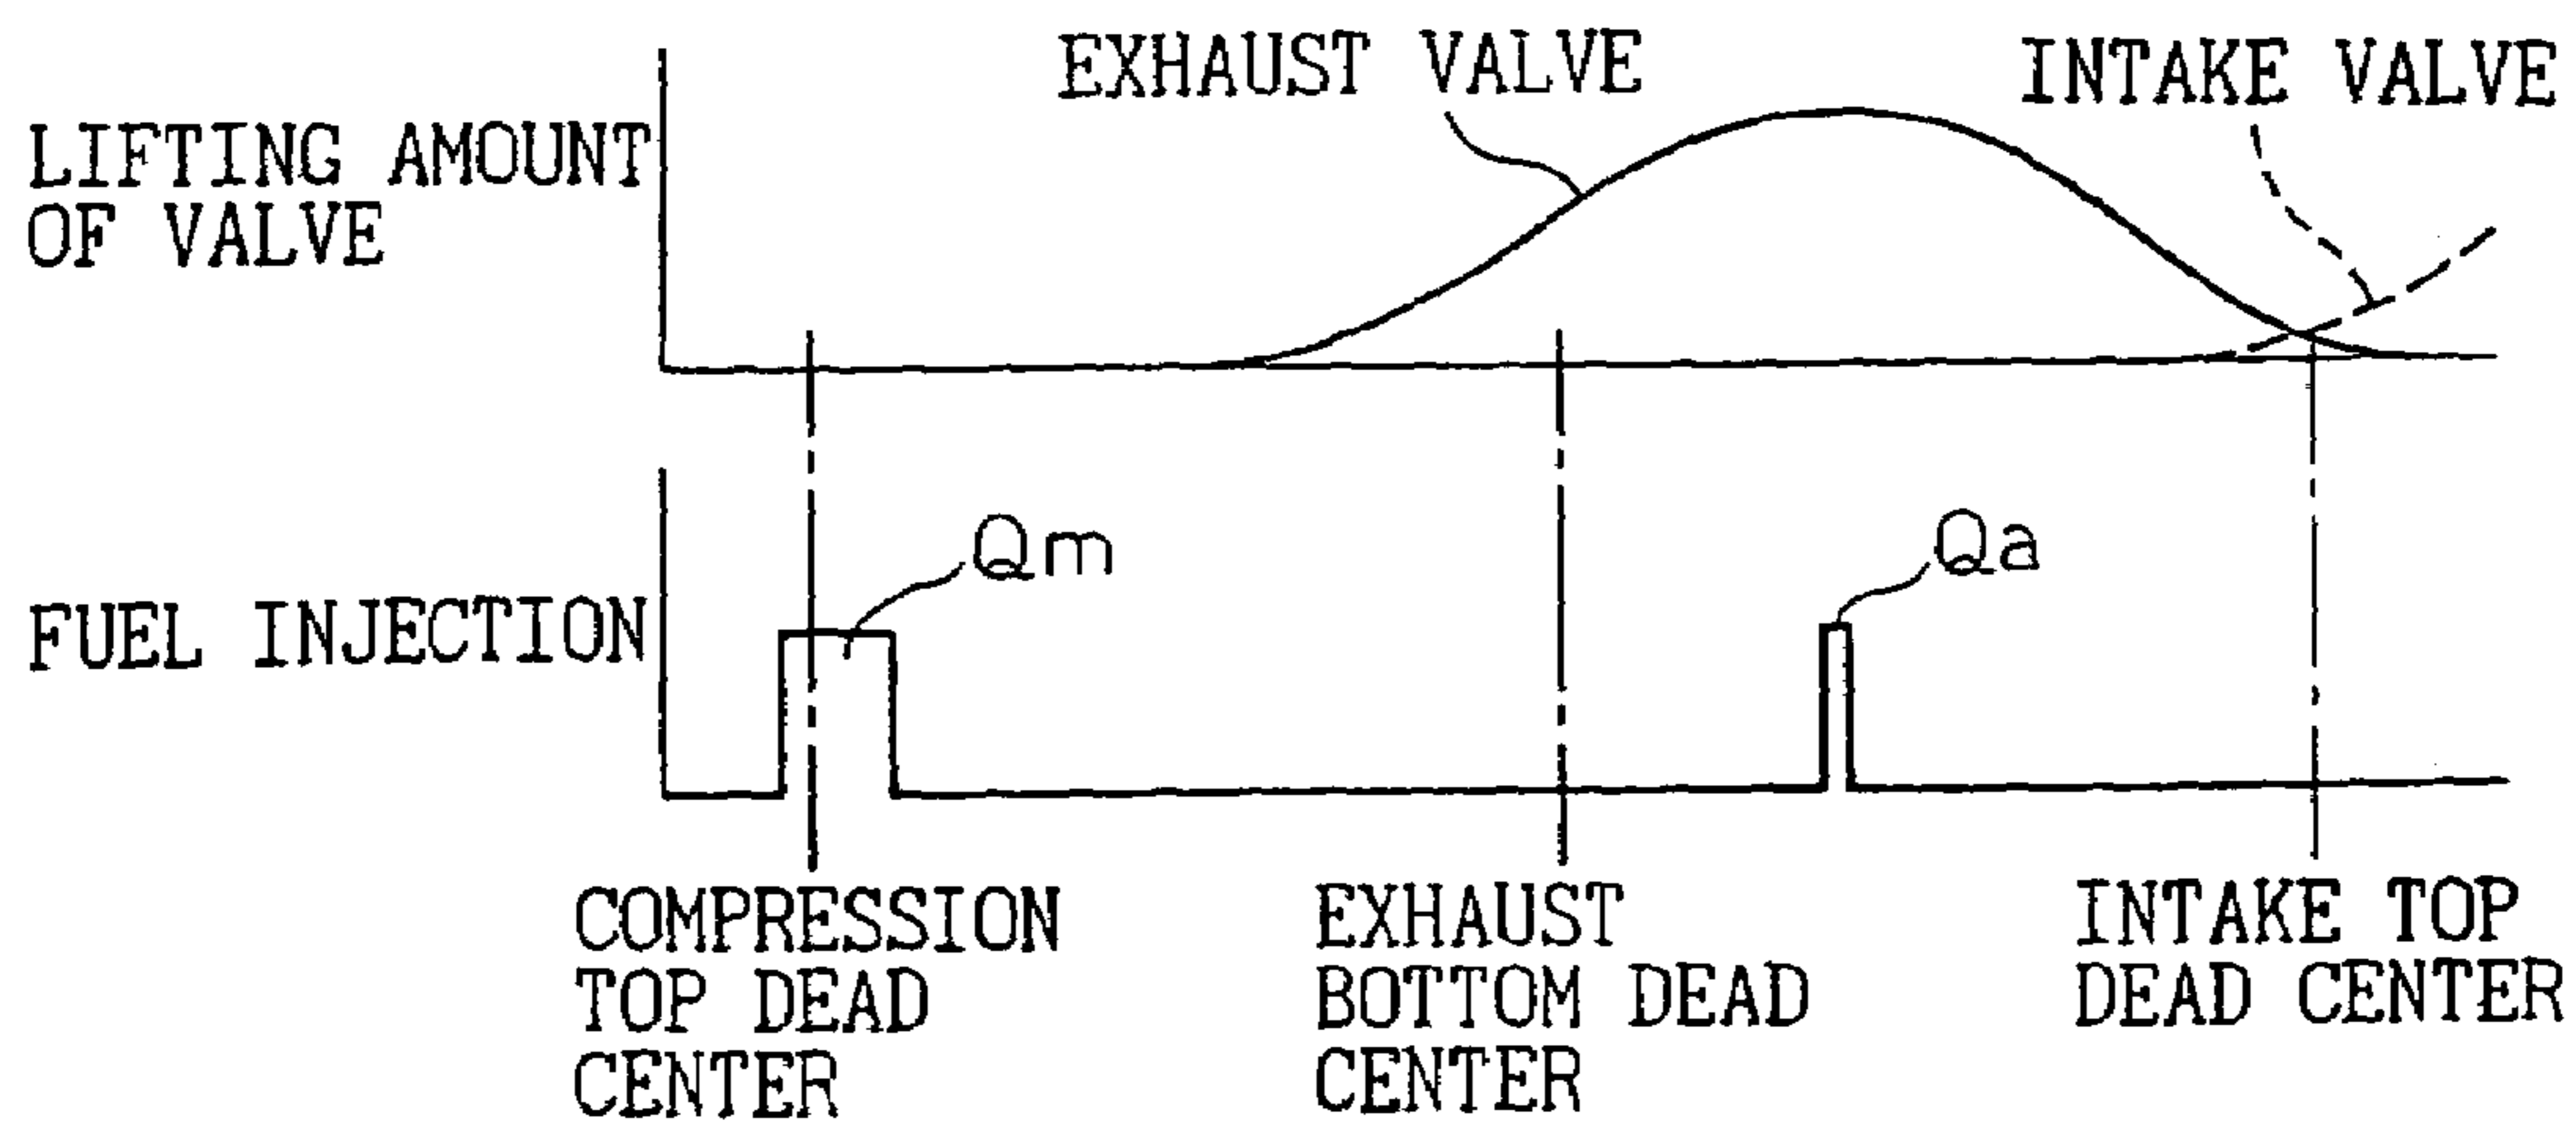 EXHAUST VALVE
INTAKE VALVE
LIFTING AMOUNT
OF VALVE
Qm
Qa
FUEL INJECTION
COMPRESSION
TOP DEAD
CENTER
EXHAUST
BOTTOM DEAD
CENTER
INTAKE TOP
DEAD CENTER